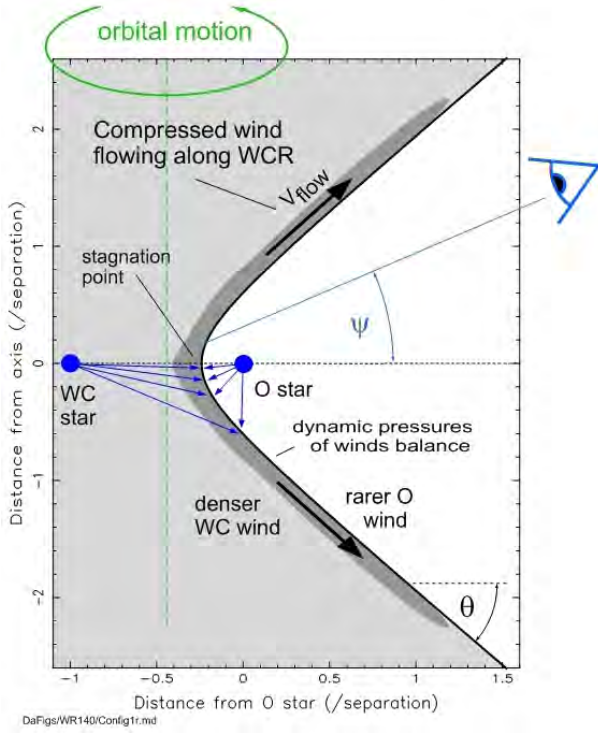 orbital motion
Compressed wind
flowing along WCR
Vflow
stagnation
point
ψ
WC
star
O star
dynamic pressures
of winds balance
denser
WC wind
rarer O
wind
θ
Distance from axis (/separation)
2
1
0
−1
−2
−1
−0.5
0
0.5
1
1.5
Distance from O star (/separation)
DaFigs/WR140/Config1r.md